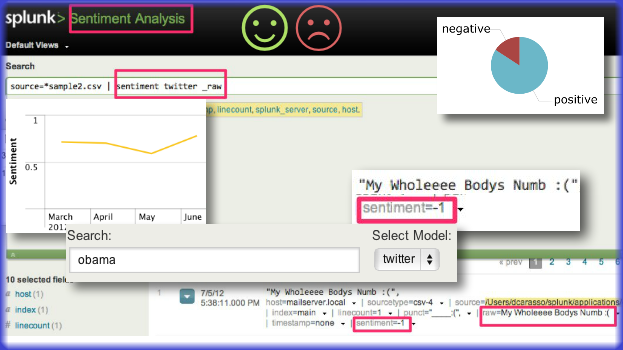 splunk> Sentiment Analysis
Default Views
Search
source=*sample2.csv | sentiment twitter _raw
linecount, splunk_server, source, host.
negative
positive
1
0.5
Sentiment
March
April
May
June
"My Wholeeee Bodys Numb :(",
sentiment=-1
Search:
Select Model:
obama
twitter
« prev 1 2 3 4 5 6 7
10 selected
# host (1)
index (1)
# linecount (1)
1
7/5/12
5:38:11.000 PM
"My Wholeeee Bodys Numb :(",
host=mailserver.local | sourcetype=csv-4 | source=/Users/dcarasso/splunk/applications/
| index=main | linecount=1 | punct="____:(", | raw=My Wholeeee Bodys Numb :(
| timestamp=none | sentiment=-1